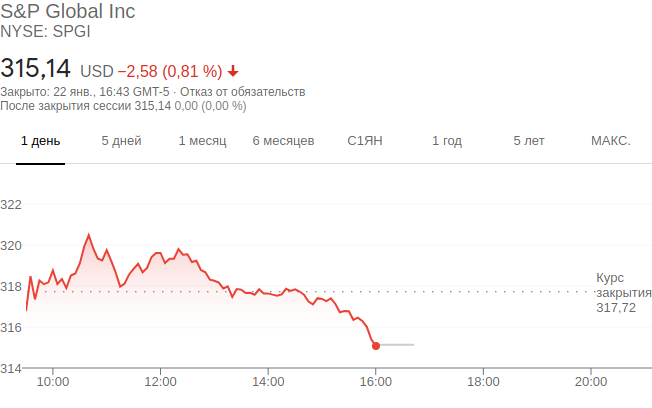 S&P Global Inc
NYSE: SPGI
315,14 USD −2,58 (0,81 %)
Закрыто: 22 янв., 16:43 GMT-5 · Отказ от обязательств
После закрытия сессии 315,14 0,00 (0,00 %)
1 день 5 дней 1 месяц 6 месяцев С1ЯН 1 год 5 лет МАКС.
322
320
318
316
314
Курс
закрытия
317,72
10:00 12:00 14:00 16:00 18:00 20:00